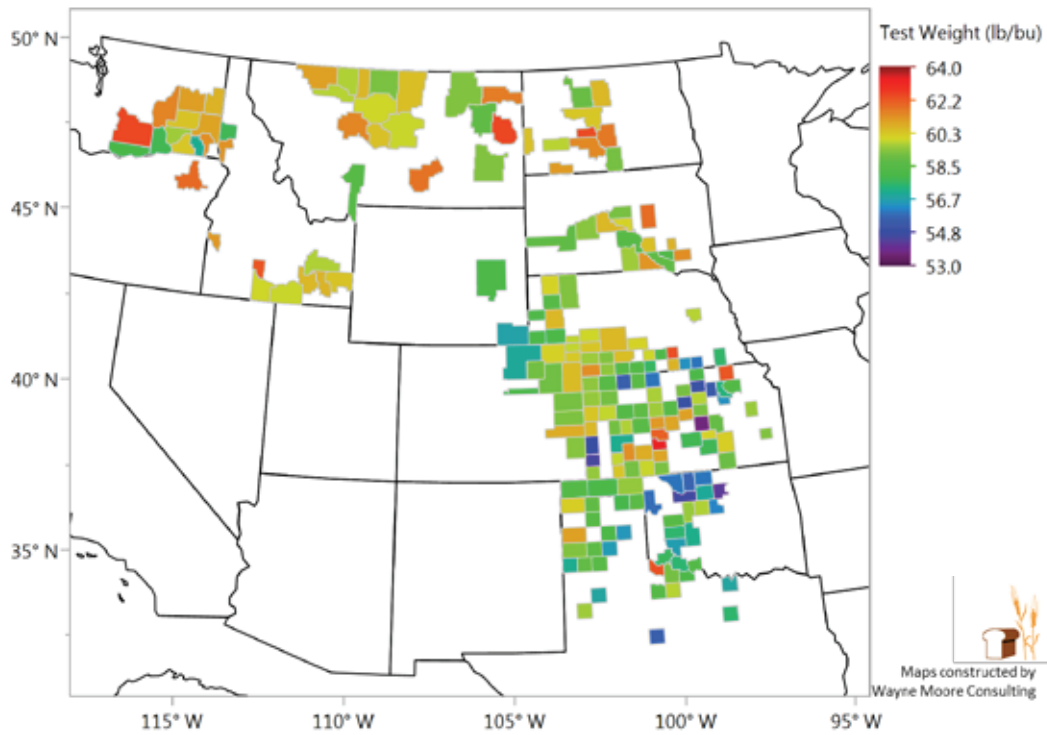 50° N
45° N
40° N
35° N
115° W
110° W
105° W
100° W
95° W
Test Weight (lb/bu)
64.0
62.2
60.3
58.5
56.7
54.8
53.0
Maps constructed by
Wayne Moore Consulting